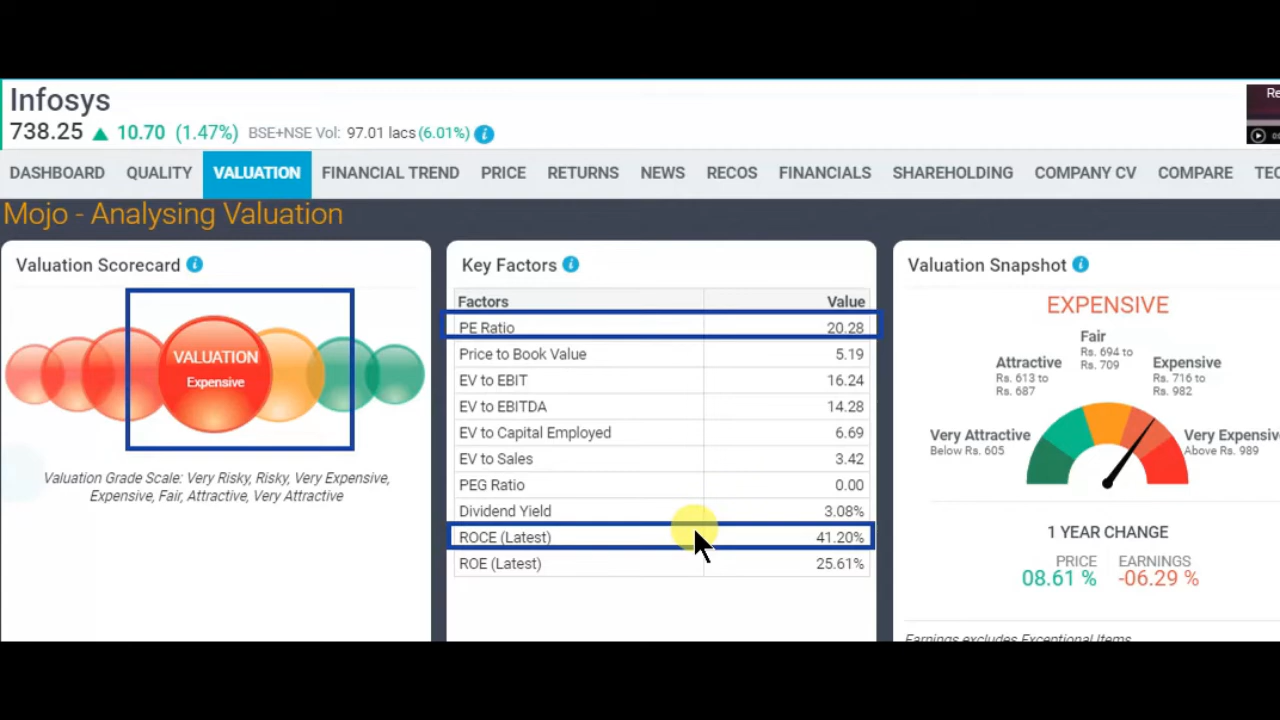 Infosys
738.25 ▲ 10.70 (1.47%) BSE+NSE Vol: 97.01 lacs (6.01%)
DASHBOARD QUALITY VALUATION FINANCIAL TREND PRICE RETURNS NEWS RECOS FINANCIALS SHAREHOLDING COMPANY CV COMPARE TEC
Mojo - Analysing Valuation
Valuation Scorecard
VALUATION
Expensive
Valuation Grade Scale: Very Risky, Risky, Very Expensive,
Expensive, Fair, Attractive, Very Attractive
Key Factors
Factors Value
PE Ratio 20.28
Price to Book Value 5.19
EV to EBIT 16.24
EV to EBITDA 14.28
EV to Capital Employed 6.69
EV to Sales 3.42
PEG Ratio 0.00
Dividend Yield 3.08%
ROCE (Latest) 41.20%
ROE (Latest) 25.61%
Valuation Snapshot
EXPENSIVE
Fair
Rs. 694 to
Rs. 709
Attractive
Rs. 613 to
Rs. 687
Expensive
Rs. 716 to
Rs. 982
Very Attractive
Below Rs. 605
Very Expensive
Above Rs. 989
1 YEAR CHANGE
PRICE EARNINGS
08.61 % -06.29 %
Earnings excludes Exceptional Items